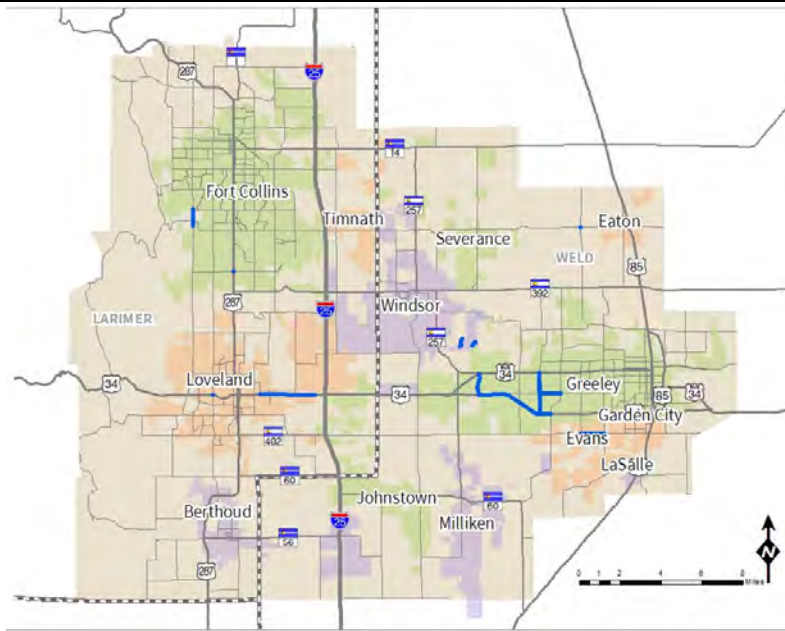 287
25
14
Fort Collins
257
Timnath
Eaton
Severance
WELD
85
392
287
Windsor
25
LARIMER
257
34
Loveland
34
34
Greeley
85
34
Garden City
402
Evans
LaSalle
60
Johnstown
60
Berthoud
Milliken
25
56
287
N
0 1 2 4 6 8
Miles